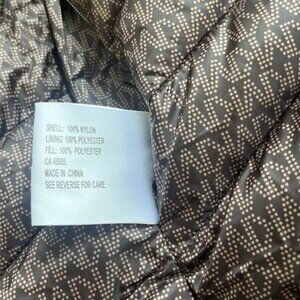 SHELL: 100% NYLON
LINING: 100% POLYESTER
FILL: 100% POLYESTER
CA 45885
MADE IN CHINA
SEE REVERSE FOR CARE